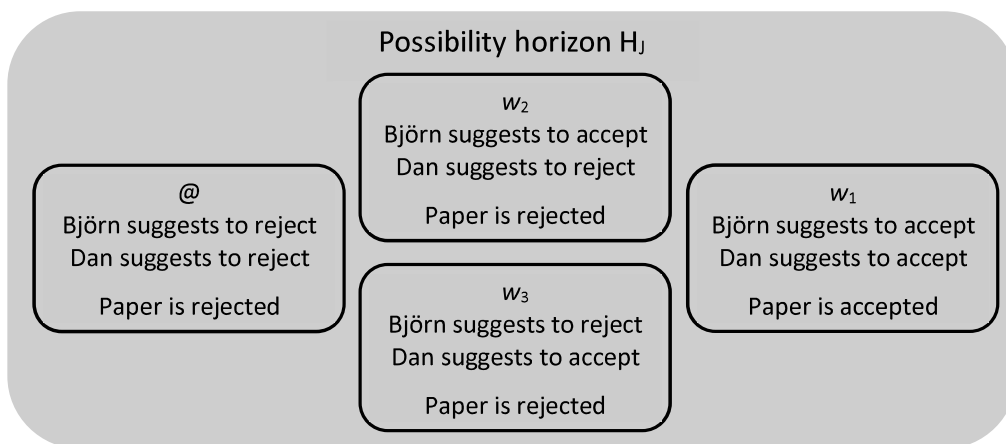 Possibility horizon HJ
w2
Björn suggests to accept
Dan suggests to reject
Paper is rejected
@
Björn suggests to reject
Dan suggests to reject
Paper is rejected
w1
Björn suggests to accept
Dan suggests to accept
Paper is accepted
w3
Björn suggests to reject
Dan suggests to accept
Paper is rejected